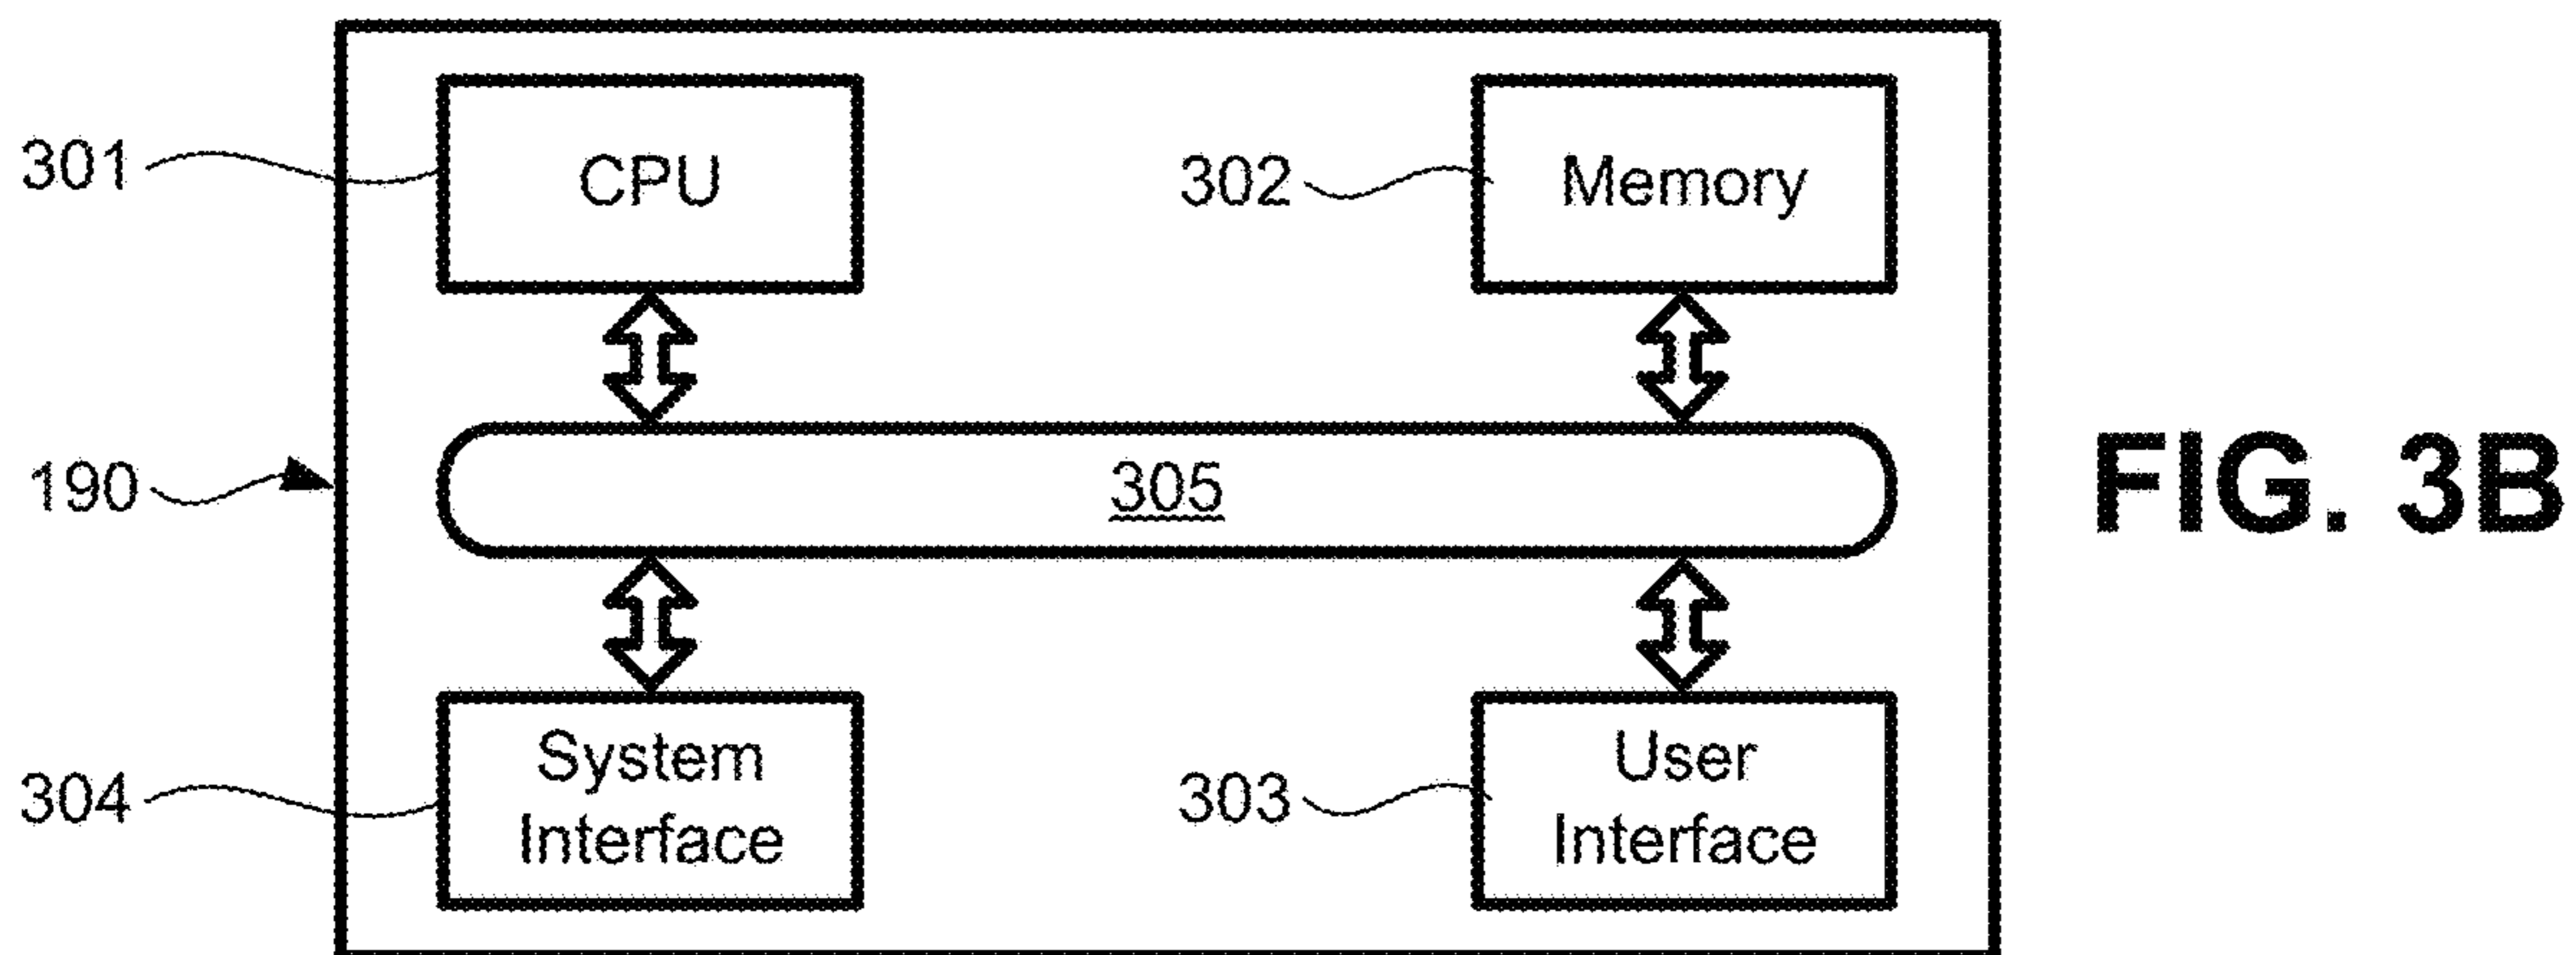 301
CPU
302
Memory
190
305
FIG. 3B
304
System
Interface
303
User
Interface